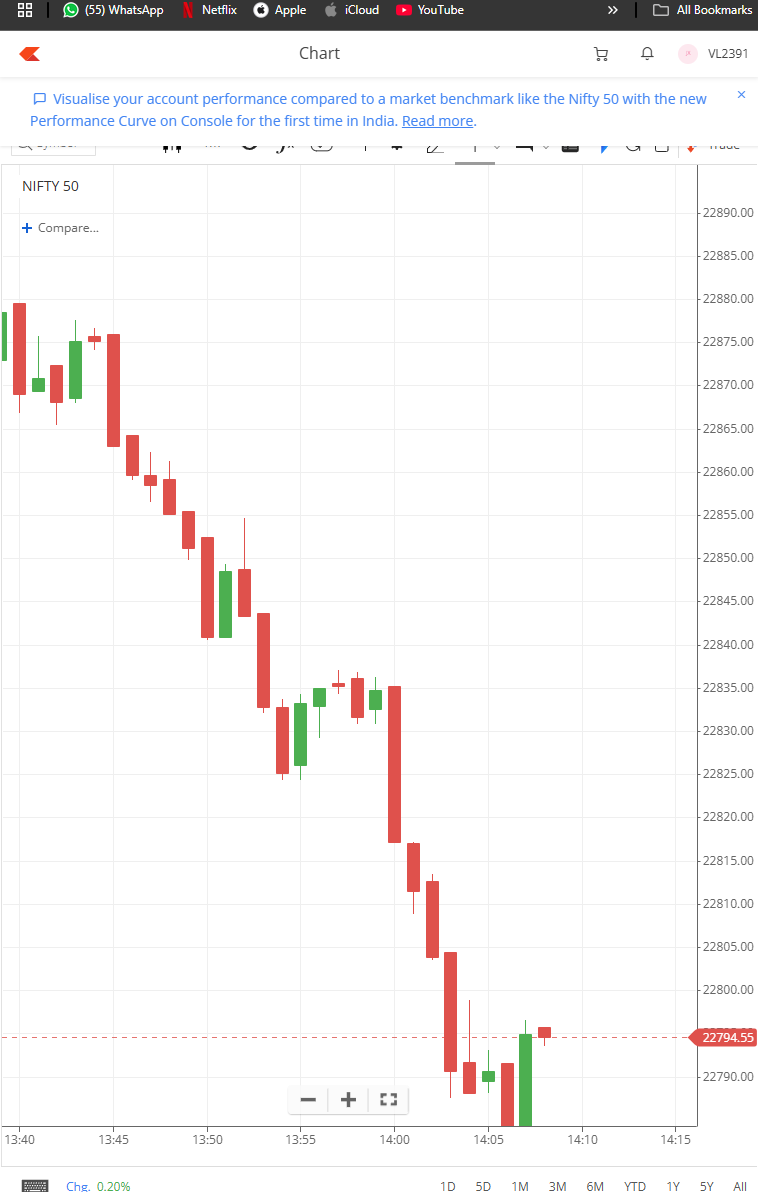 (55) WhatsApp Netflix Apple iCloud YouTube » All Bookmarks
Chart VL2391
Visualise your account performance compared to a market benchmark like the Nifty 50 with the new
Performance Curve on Console for the first time in India. Read more.
NIFTY 50
+ Compare...
22890.00
22885.00
22880.00
22875.00
22870.00
22865.00
22860.00
22855.00
22850.00
22845.00
22840.00
22835.00
22830.00
22825.00
22820.00
22815.00
22810.00
22805.00
22800.00
22794.55
22790.00
13:40 13:45 13:50 13:55 14:00 14:05 14:10 14:15
Chg. 0.20% 1D 5D 1M 3M 6M YTD 1Y 5Y All